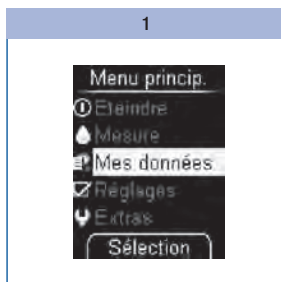 1
Menu princip.
Eteindre
Mesure
Mes données
Réglages
Extras
Sélection